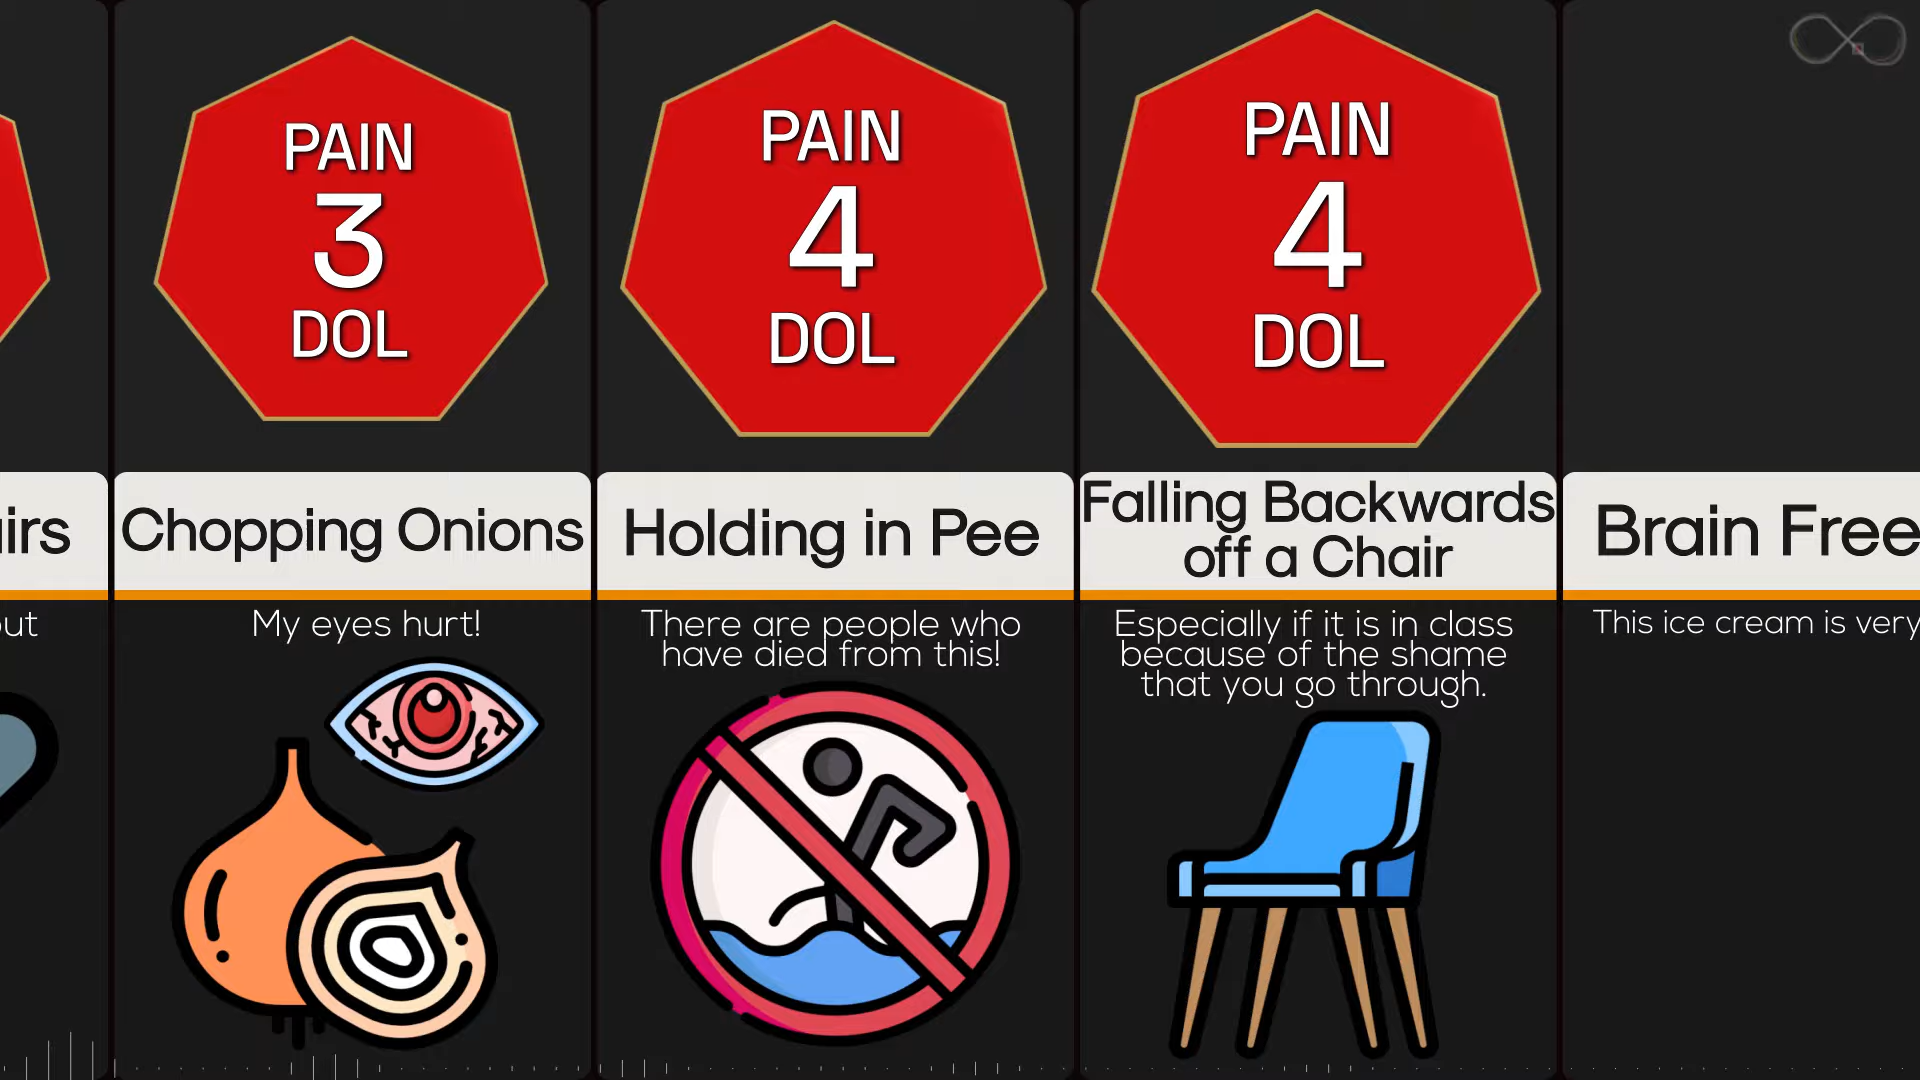 PAIN
3
DOL
PAIN
4
DOL
PAIN
4
DOL
irs
Chopping Onions
Holding in Pee
Falling Backwards
off a Chair
Brain Free
ut
My eyes hurt!
There are people who
have died from this!
Especially if it is in class
because of the shame
that you go through.
This ice cream is very